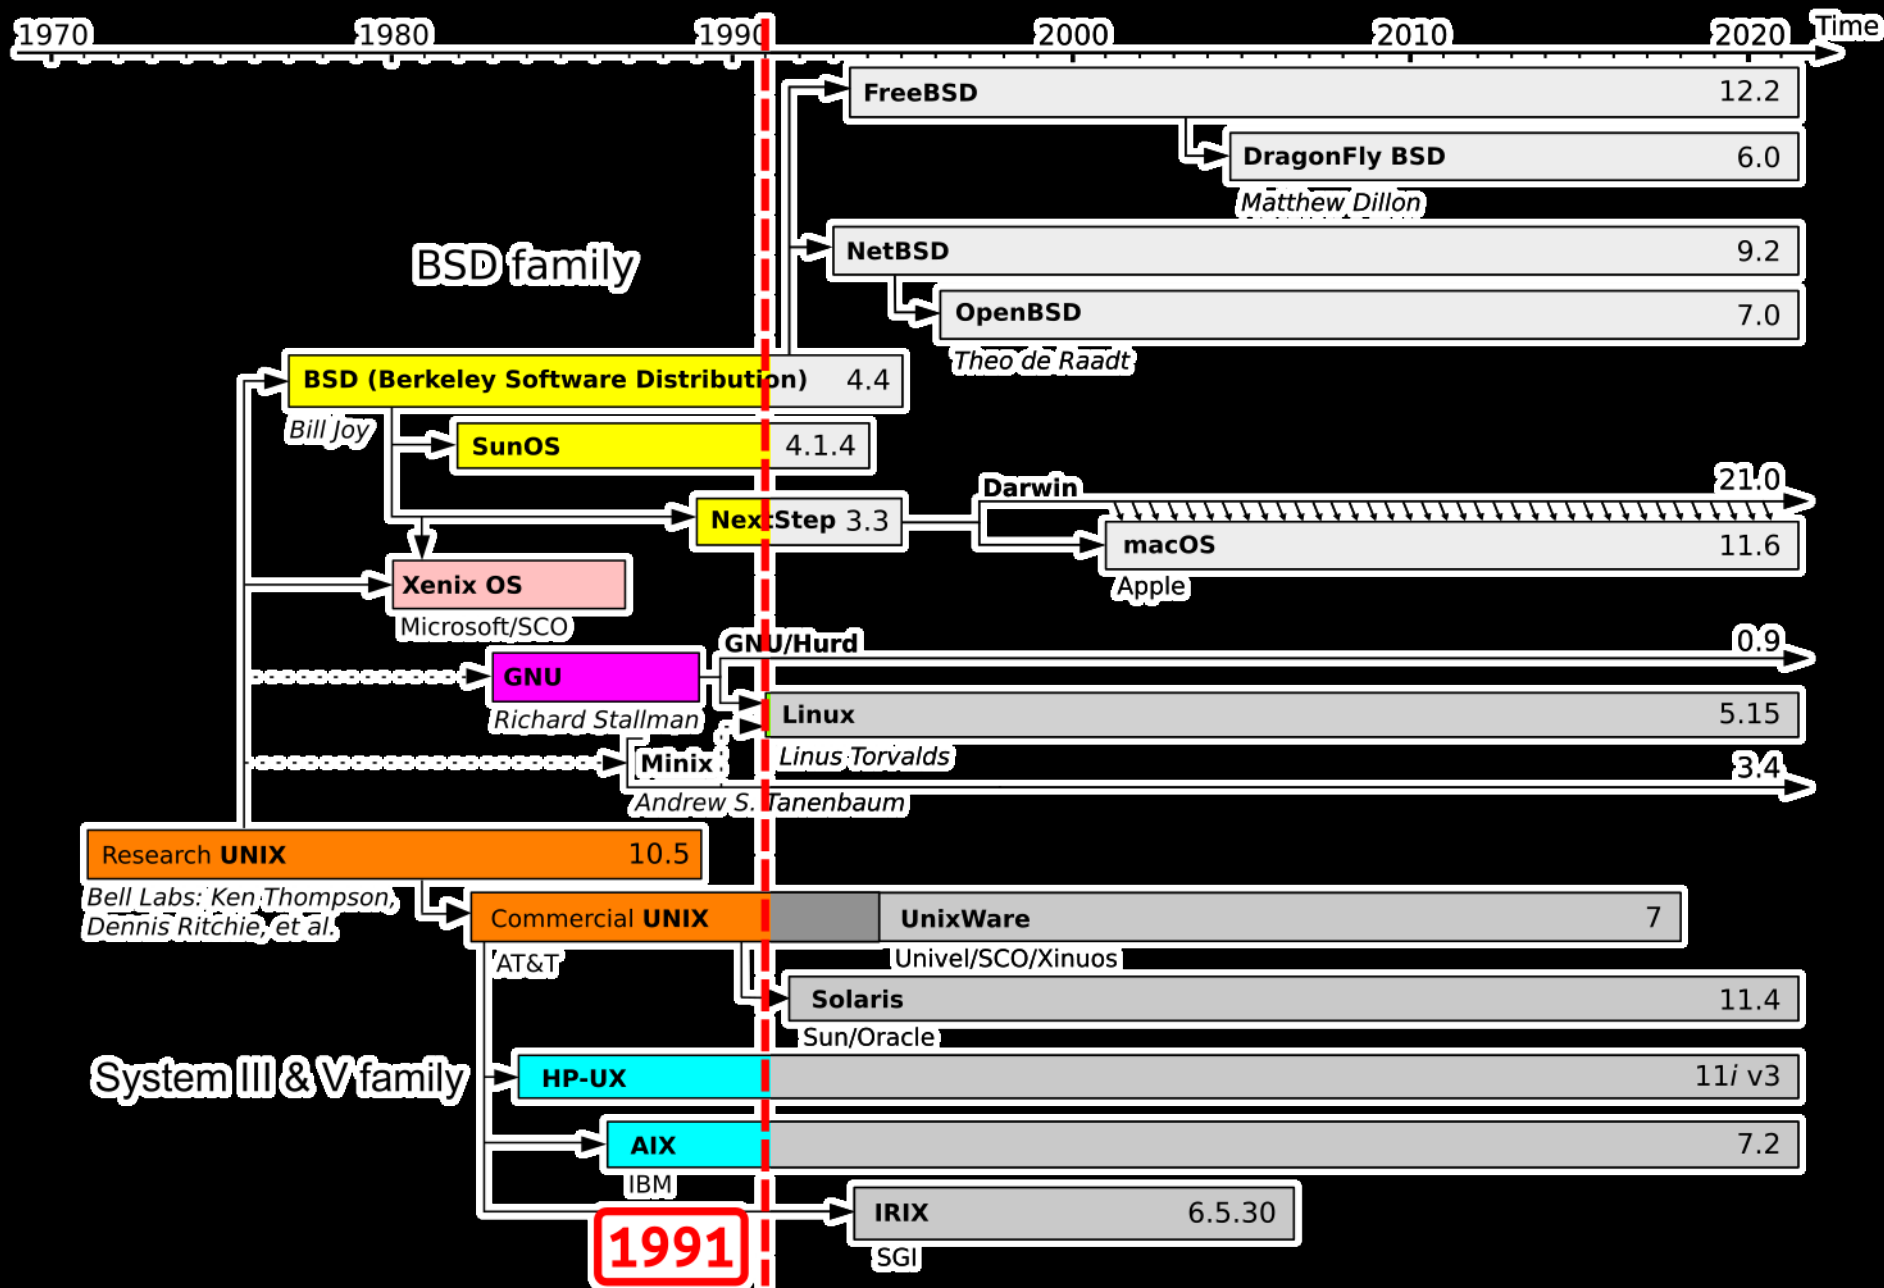 1970 1980 1990 2000 2010 2020 Time
FreeBSD 12.2
DragonFly BSD 6.0
Matthew Dillon
BSD family
NetBSD 9.2
OpenBSD 7.0
Theo de Raadt
BSD (Berkeley Software Distribution) 4.4
Bill Joy
SunOS 4.1.4
Darwin 21.0
NextStep 3.3
macOS 11.6
Apple
Xenix OS
Microsoft/SCO
GNU/Hurd 0.9
GNU
Richard Stallman
Linux 5.15
Linus Torvalds
Minix 3.4
Andrew S. Tanenbaum
Research UNIX 10.5
Bell Labs: Ken Thompson,
Dennis Ritchie, et al.
Commercial UNIX UnixWare 7
AT&T
Univel/SCO/Xinuos
Solaris 11.4
Sun/Oracle
System III & V family
HP-UX 11i v3
AIX 7.2
IBM
IRIX 6.5.30
SGI
1991